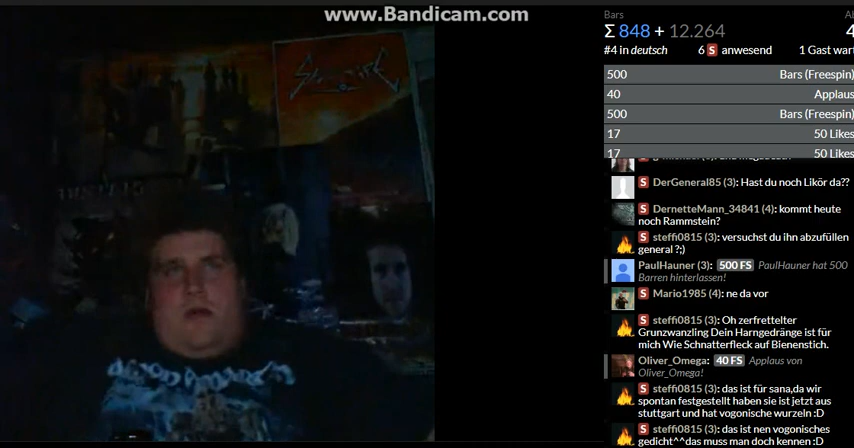 www.Bandicam.com
Bars
Σ 848 + 12.264
4
#4 in deutsch
6 S anwesend
1 Gast wart
500 Bars (Freespin)
40 Applaus
500 Bars (Freespin)
17 50 Likes
17 50 Likes
S DerGeneral85 (3): Hast du noch Likör da??
S DernetteMann_34841 (4): kommt heute
noch Rammstein?
S steffi0815 (3): versuchst du ihn abzufüllen
general ?;)
PaulHauner (3): 500 FS PaulHauner hat 500
Barren hinterlassen!
S Mario1985 (4): ne da vor
S steffi0815 (3): Oh zerfrettelter
Grunzwanzling Dein Harngedränge ist für
mich Wie Schnatterfleck auf Bienenstich.
Oliver_Omega: 40 FS Applaus von
Oliver_Omega!
S steffi0815 (3): das ist für sana,da wir
spontan festgestellt haben sie ist jetzt aus
stuttgart und hat vogonische wurzeln :D
S steffi0815 (3): das ist nen vogonisches
gedicht^^das muss man doch kennen :D